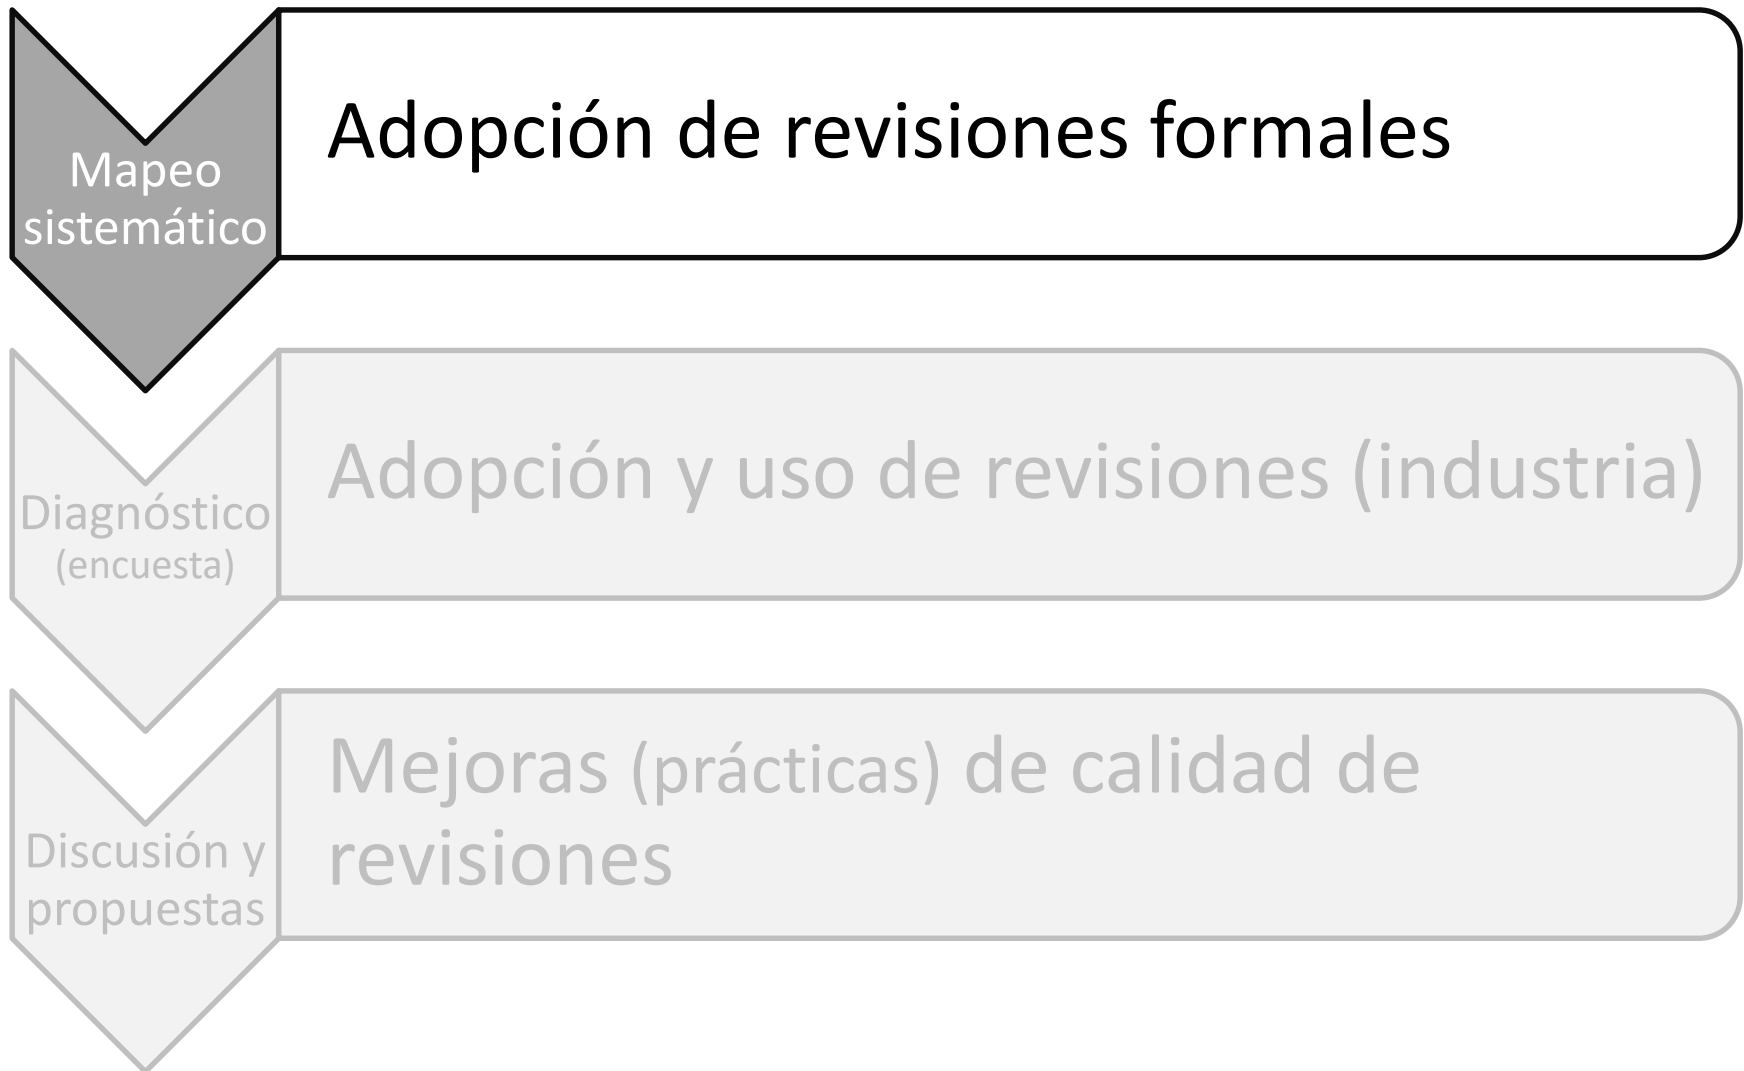 Mapeo
sistemático
Adopción de revisiones formales
Diagnóstico
(encuesta)
Adopción y uso de revisiones (industria)
Discusión y
propuestas
Mejoras (prácticas) de calidad de
revisiones